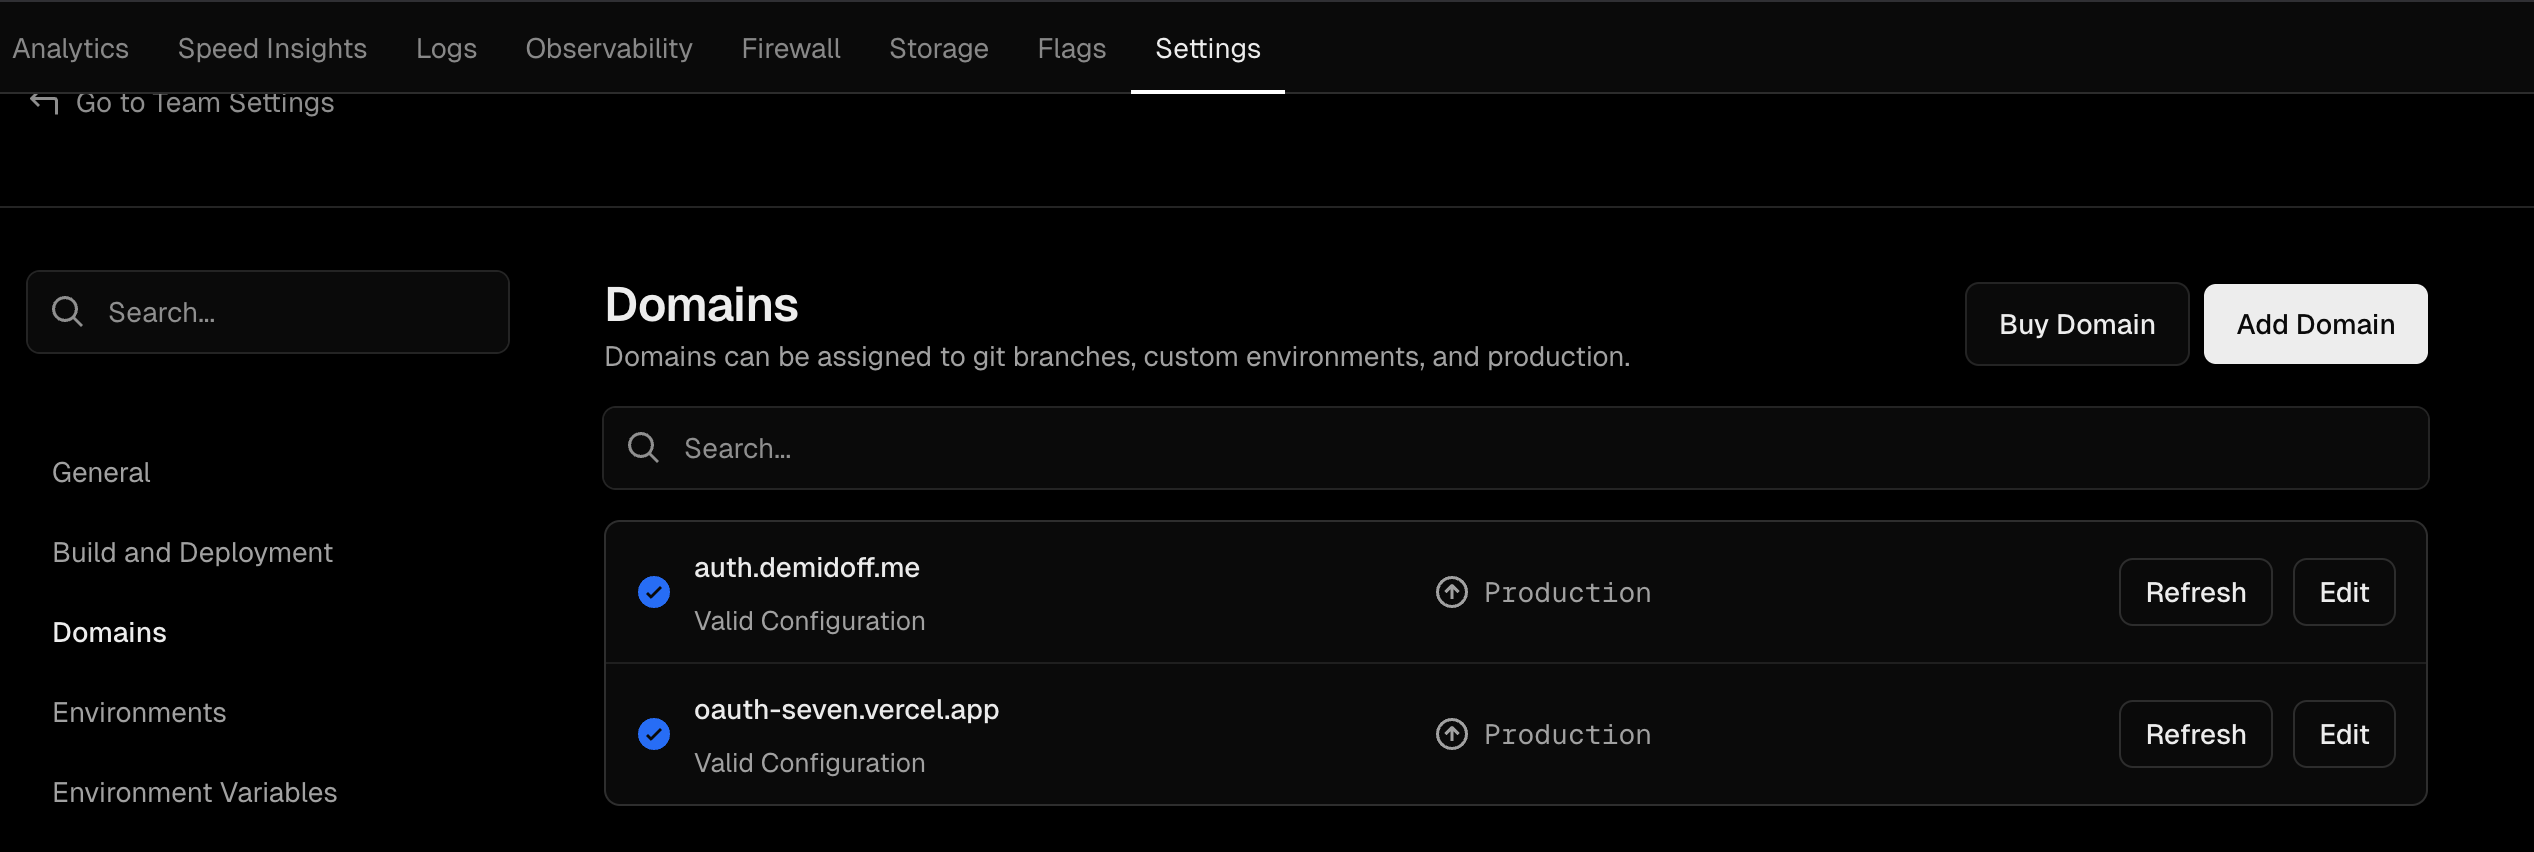 Analytics Speed Insights Logs Observability Firewall Storage Flags Settings
Go to Team Settings
Search...
General
Build and Deployment
Domains
Environments
Environment Variables
Domains
Domains can be assigned to git branches, custom environments, and production.
Buy Domain
Add Domain
Search...
auth.demidoff.me
Valid Configuration
Production
Refresh
Edit
oauth-seven.vercel.app
Valid Configuration
Production
Refresh
Edit